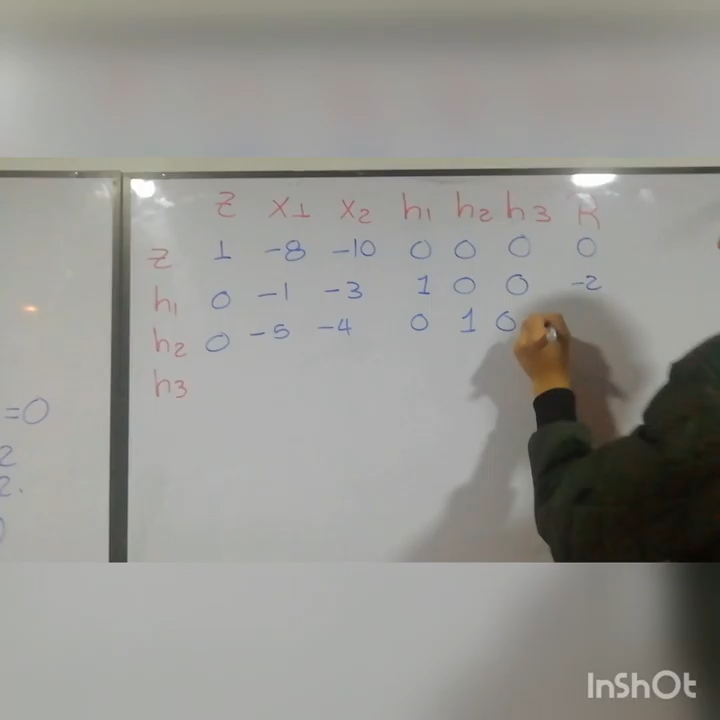 Z X1 X2 h1 h2 h3 R
Z 1 -8 -10 0 0 0 0
h1 0 -1 -3 1 0 0 -2
h2 0 -5 -4 0 1 0
h3
=0
2
2.
InShOt